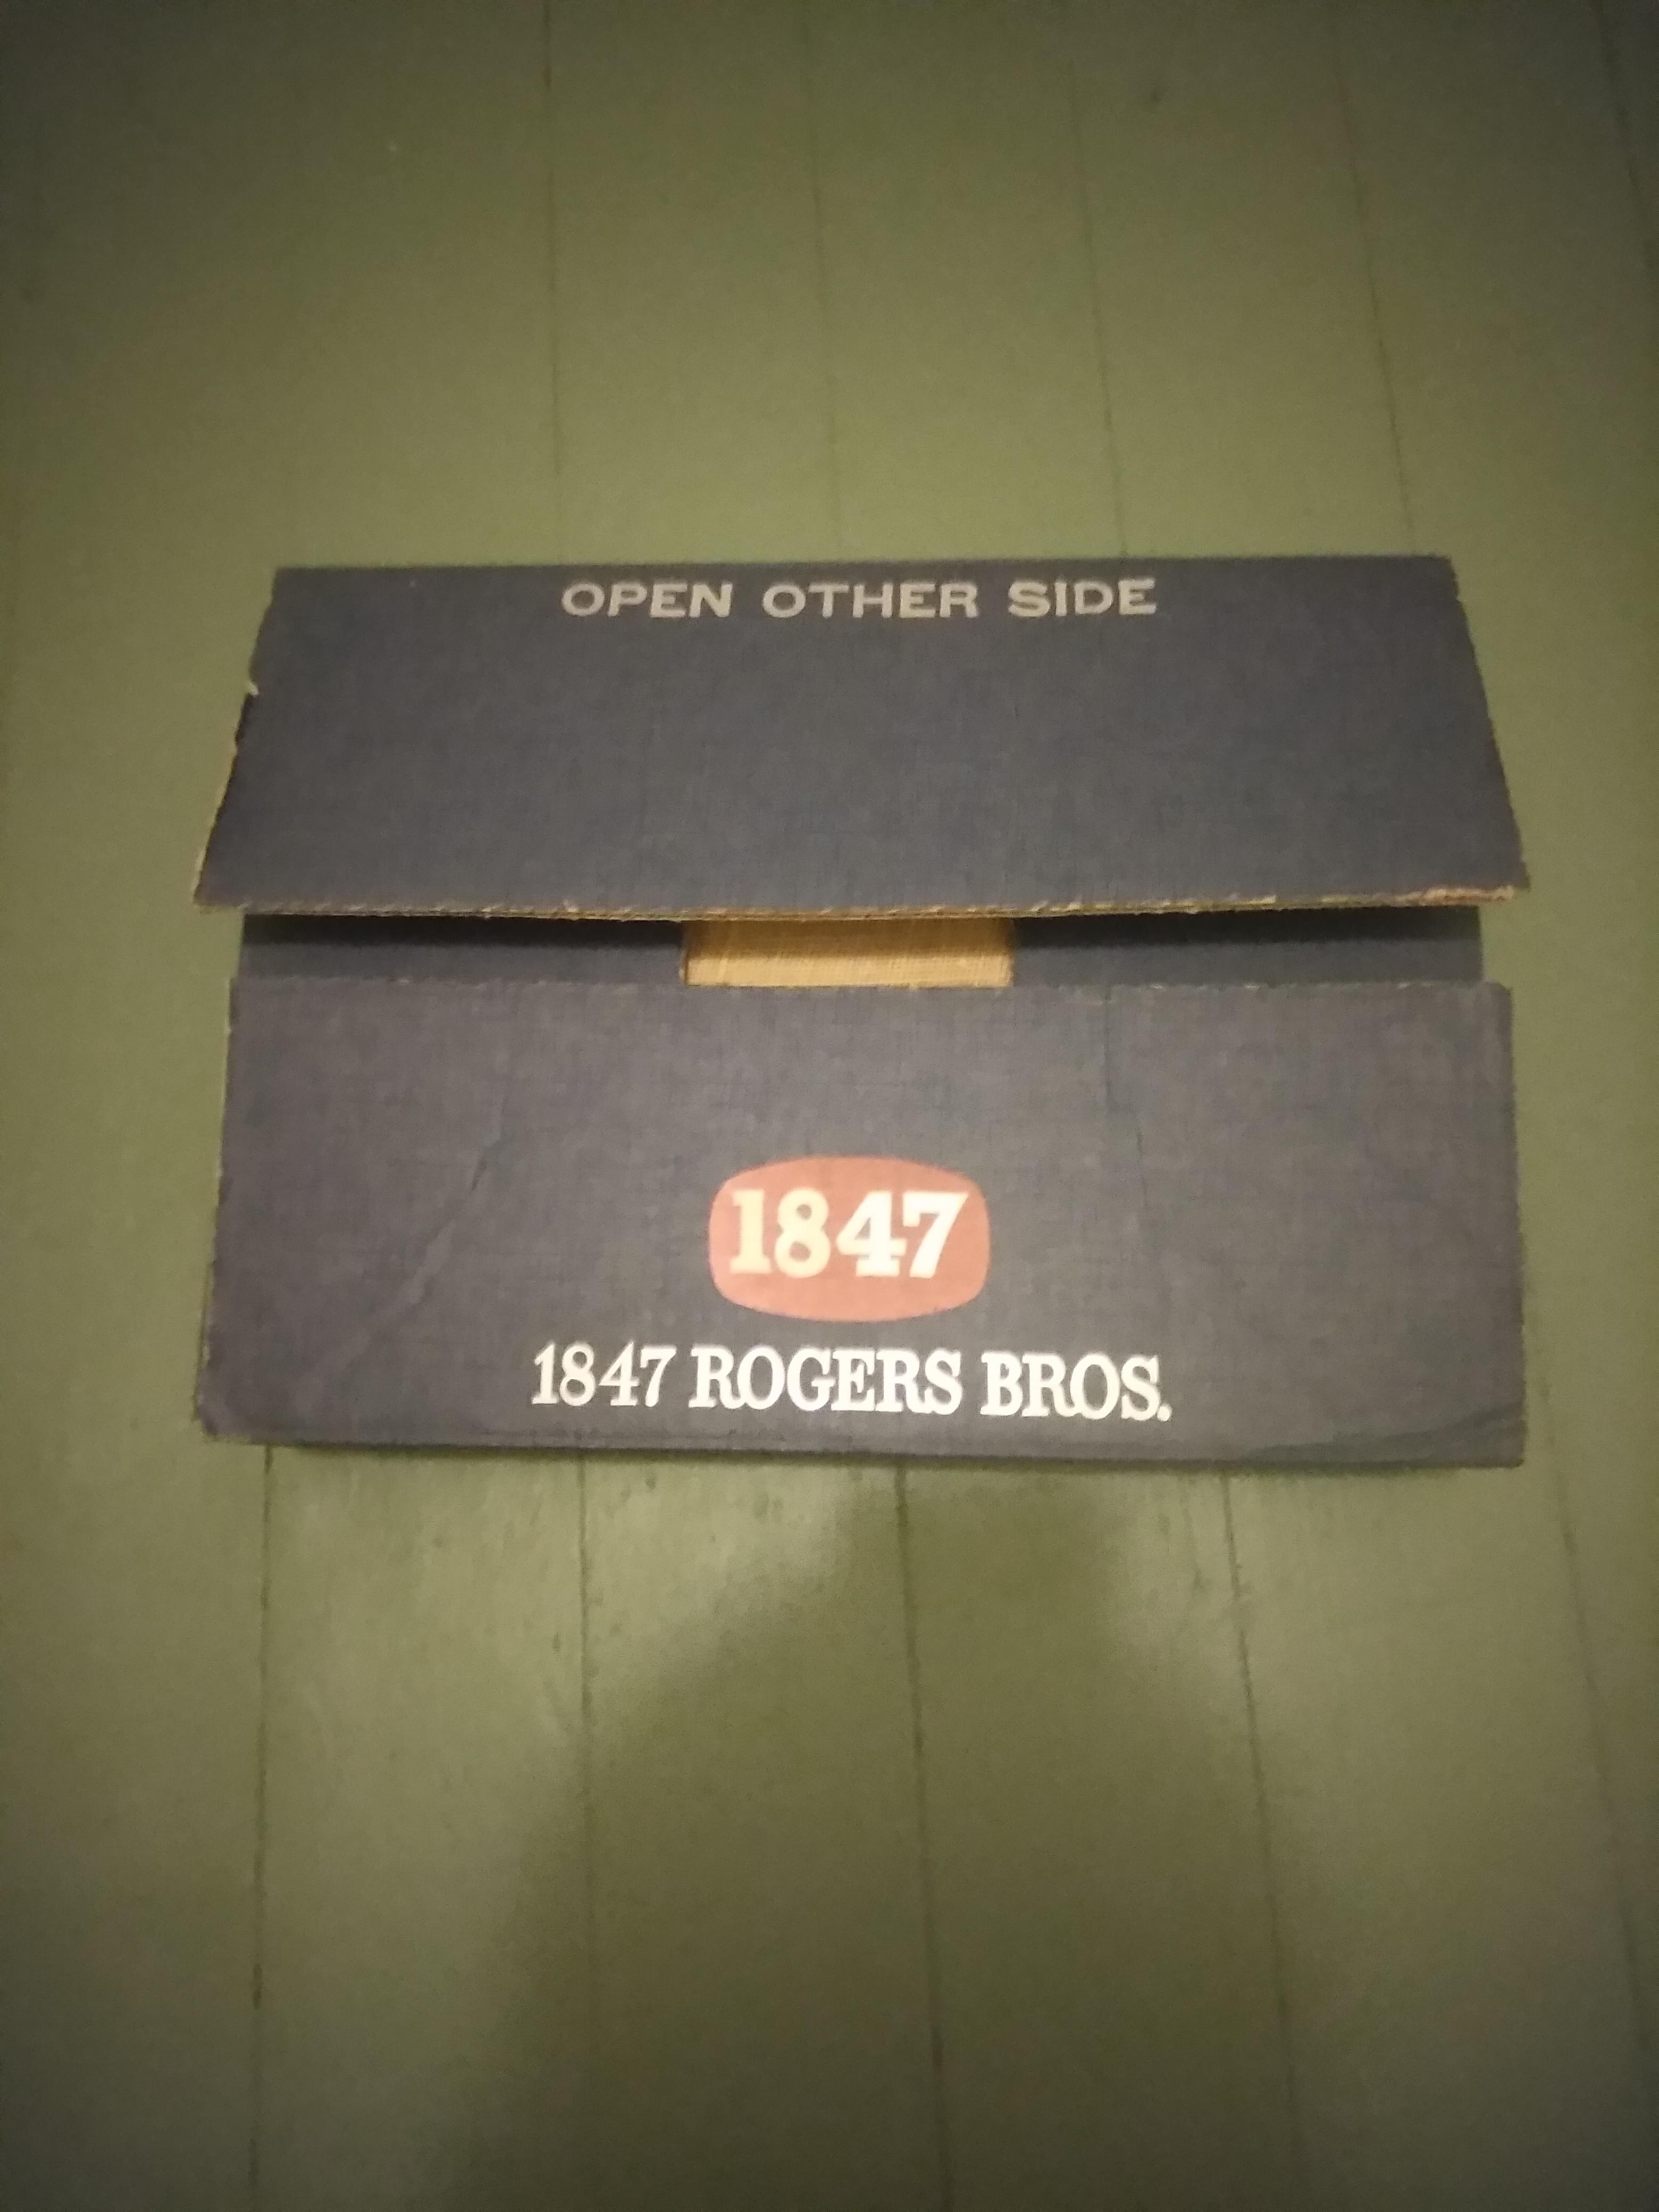 OPEN OTHER SIDE
1847
1847 ROGERS BROS.